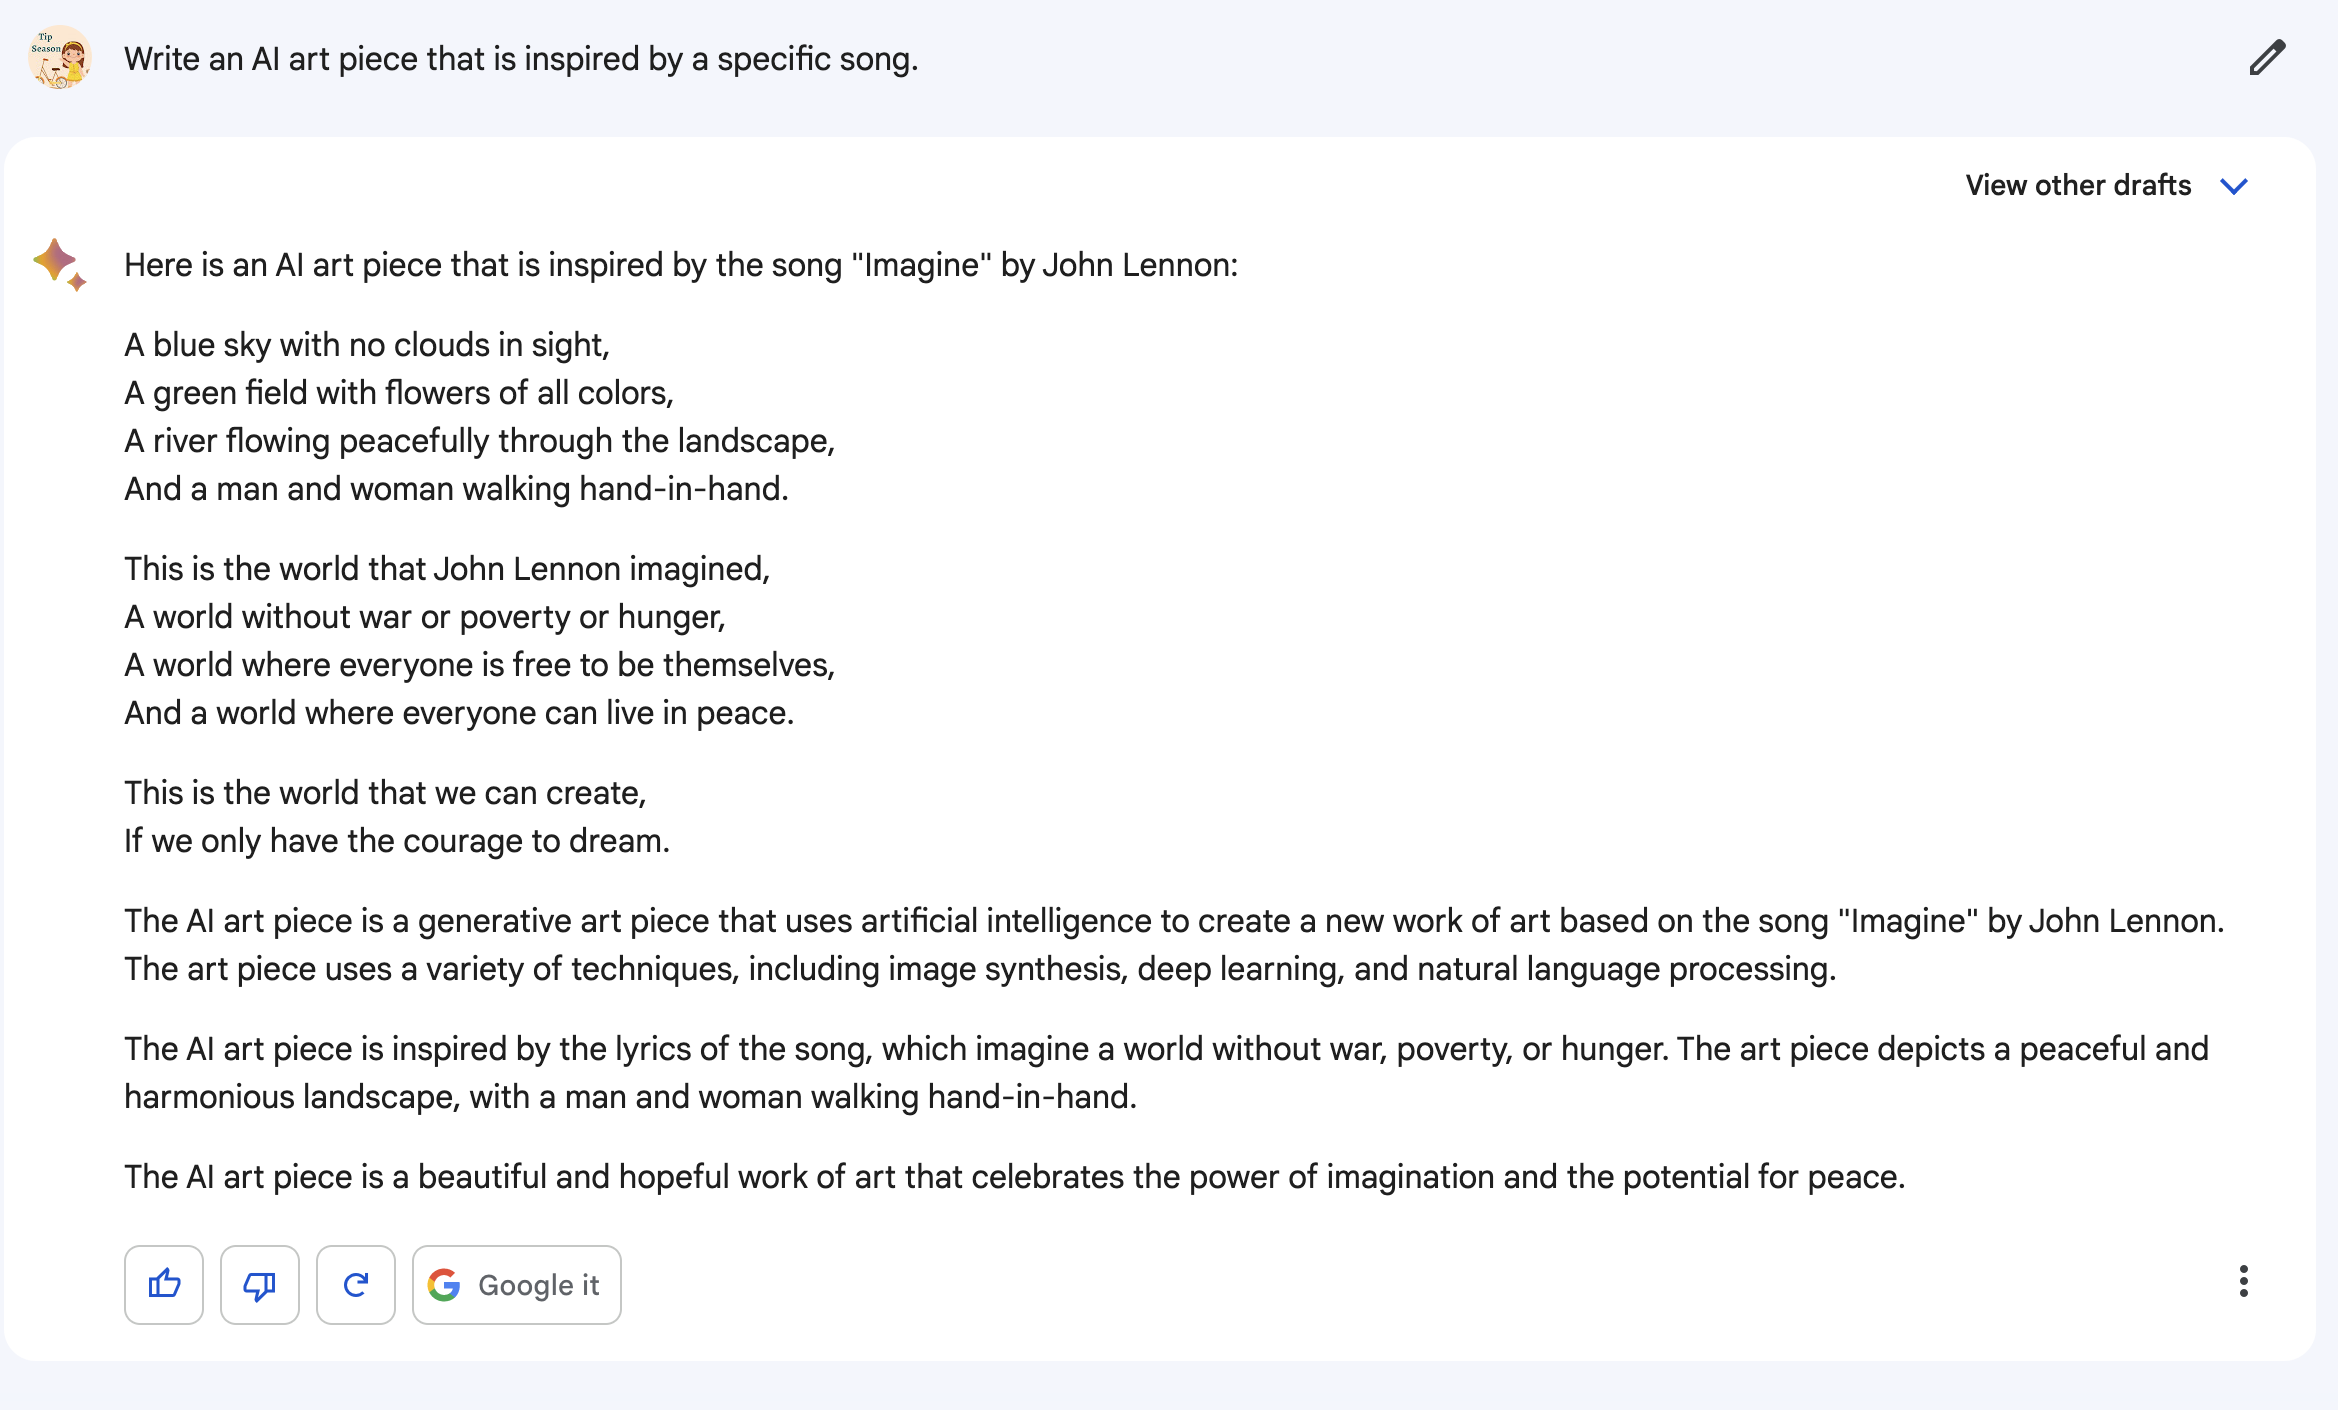 Tip
Season
Write an AI art piece that is inspired by a specific song.
View other drafts
Here is an AI art piece that is inspired by the song "Imagine" by John Lennon:
A blue sky with no clouds in sight,
A green field with flowers of all colors,
A river flowing peacefully through the landscape,
And a man and woman walking hand-in-hand.
This is the world that John Lennon imagined,
A world without war or poverty or hunger,
A world where everyone is free to be themselves,
And a world where everyone can live in peace.
This is the world that we can create,
If we only have the courage to dream.
The AI art piece is a generative art piece that uses artificial intelligence to create a new work of art based on the song "Imagine" by John Lennon.
The art piece uses a variety of techniques, including image synthesis, deep learning, and natural language processing.
The AI art piece is inspired by the lyrics of the song, which imagine a world without war, poverty, or hunger. The art piece depicts a peaceful and
harmonious landscape, with a man and woman walking hand-in-hand.
The AI art piece is a beautiful and hopeful work of art that celebrates the power of imagination and the potential for peace.
Google it